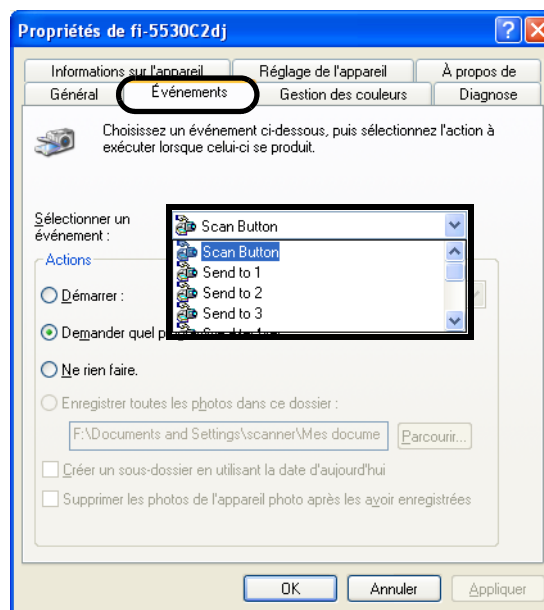 Propriétés de fi-5530C2dj
Informations sur l'appareil
Réglage de l'appareil
À propos de
Général
Événements
Gestion des couleurs
Diagnose
Choisissez un événement ci-dessous, puis sélectionnez l'action à
exécuter lorsque celui-ci se produit.
Sélectionner un
événement :
Scan Button
Scan Button
Send to 1
Send to 2
Send to 3
Actions
Démarrer :
Demander quel
Ne rien faire.
Enregistrer toutes les photos dans ce dossier :
F:\Documents and Settings\scanner\Mes docume
Parcourir...
Créer un sous-dossier en utilisant la date d'aujourd'hui
Supprimer les photos de l'appareil photo après les avoir enregistrées
OK
Annuler
Appliquer